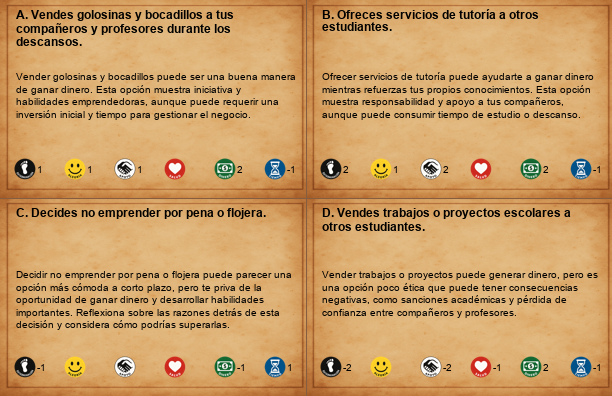 A. Vendes golosinas y bocadillos a tus
compañeros y profesores durante los
descansos.
Vender golosinas y bocadillos puede ser una buena manera
de ganar dinero. Esta opción muestra iniciativa y
habilidades emprendedoras, aunque puede requerir una
inversión inicial y tiempo para gestionar el negocio.
1 1 1 2 -1
B. Ofreces servicios de tutoría a otros
estudiantes.
Ofrecer servicios de tutoría puede ayudarte a ganar dinero
mientras refuerzas tus propios conocimientos. Esta opción
muestra responsabilidad y apoyo a tus compañeros,
aunque puede consumir tiempo de estudio o descanso.
2 1 2 2 -1
C. Decides no emprender por pena o flojera.
Decidir no emprender por pena o flojera puede parecer una
opción más cómoda a corto plazo, pero te priva de la
oportunidad de ganar dinero y desarrollar habilidades
importantes. Reflexiona sobre las razones detrás de esta
decisión y considera cómo podrías superarlas.
-1 -1 1
D. Vendes trabajos o proyectos escolares a
otros estudiantes.
Vender trabajos o proyectos puede generar dinero, pero es
una opción poco ética que puede tener consecuencias
negativas, como sanciones académicas y pérdida de
confianza entre compañeros y profesores.
-2 -2 -1 2 -1